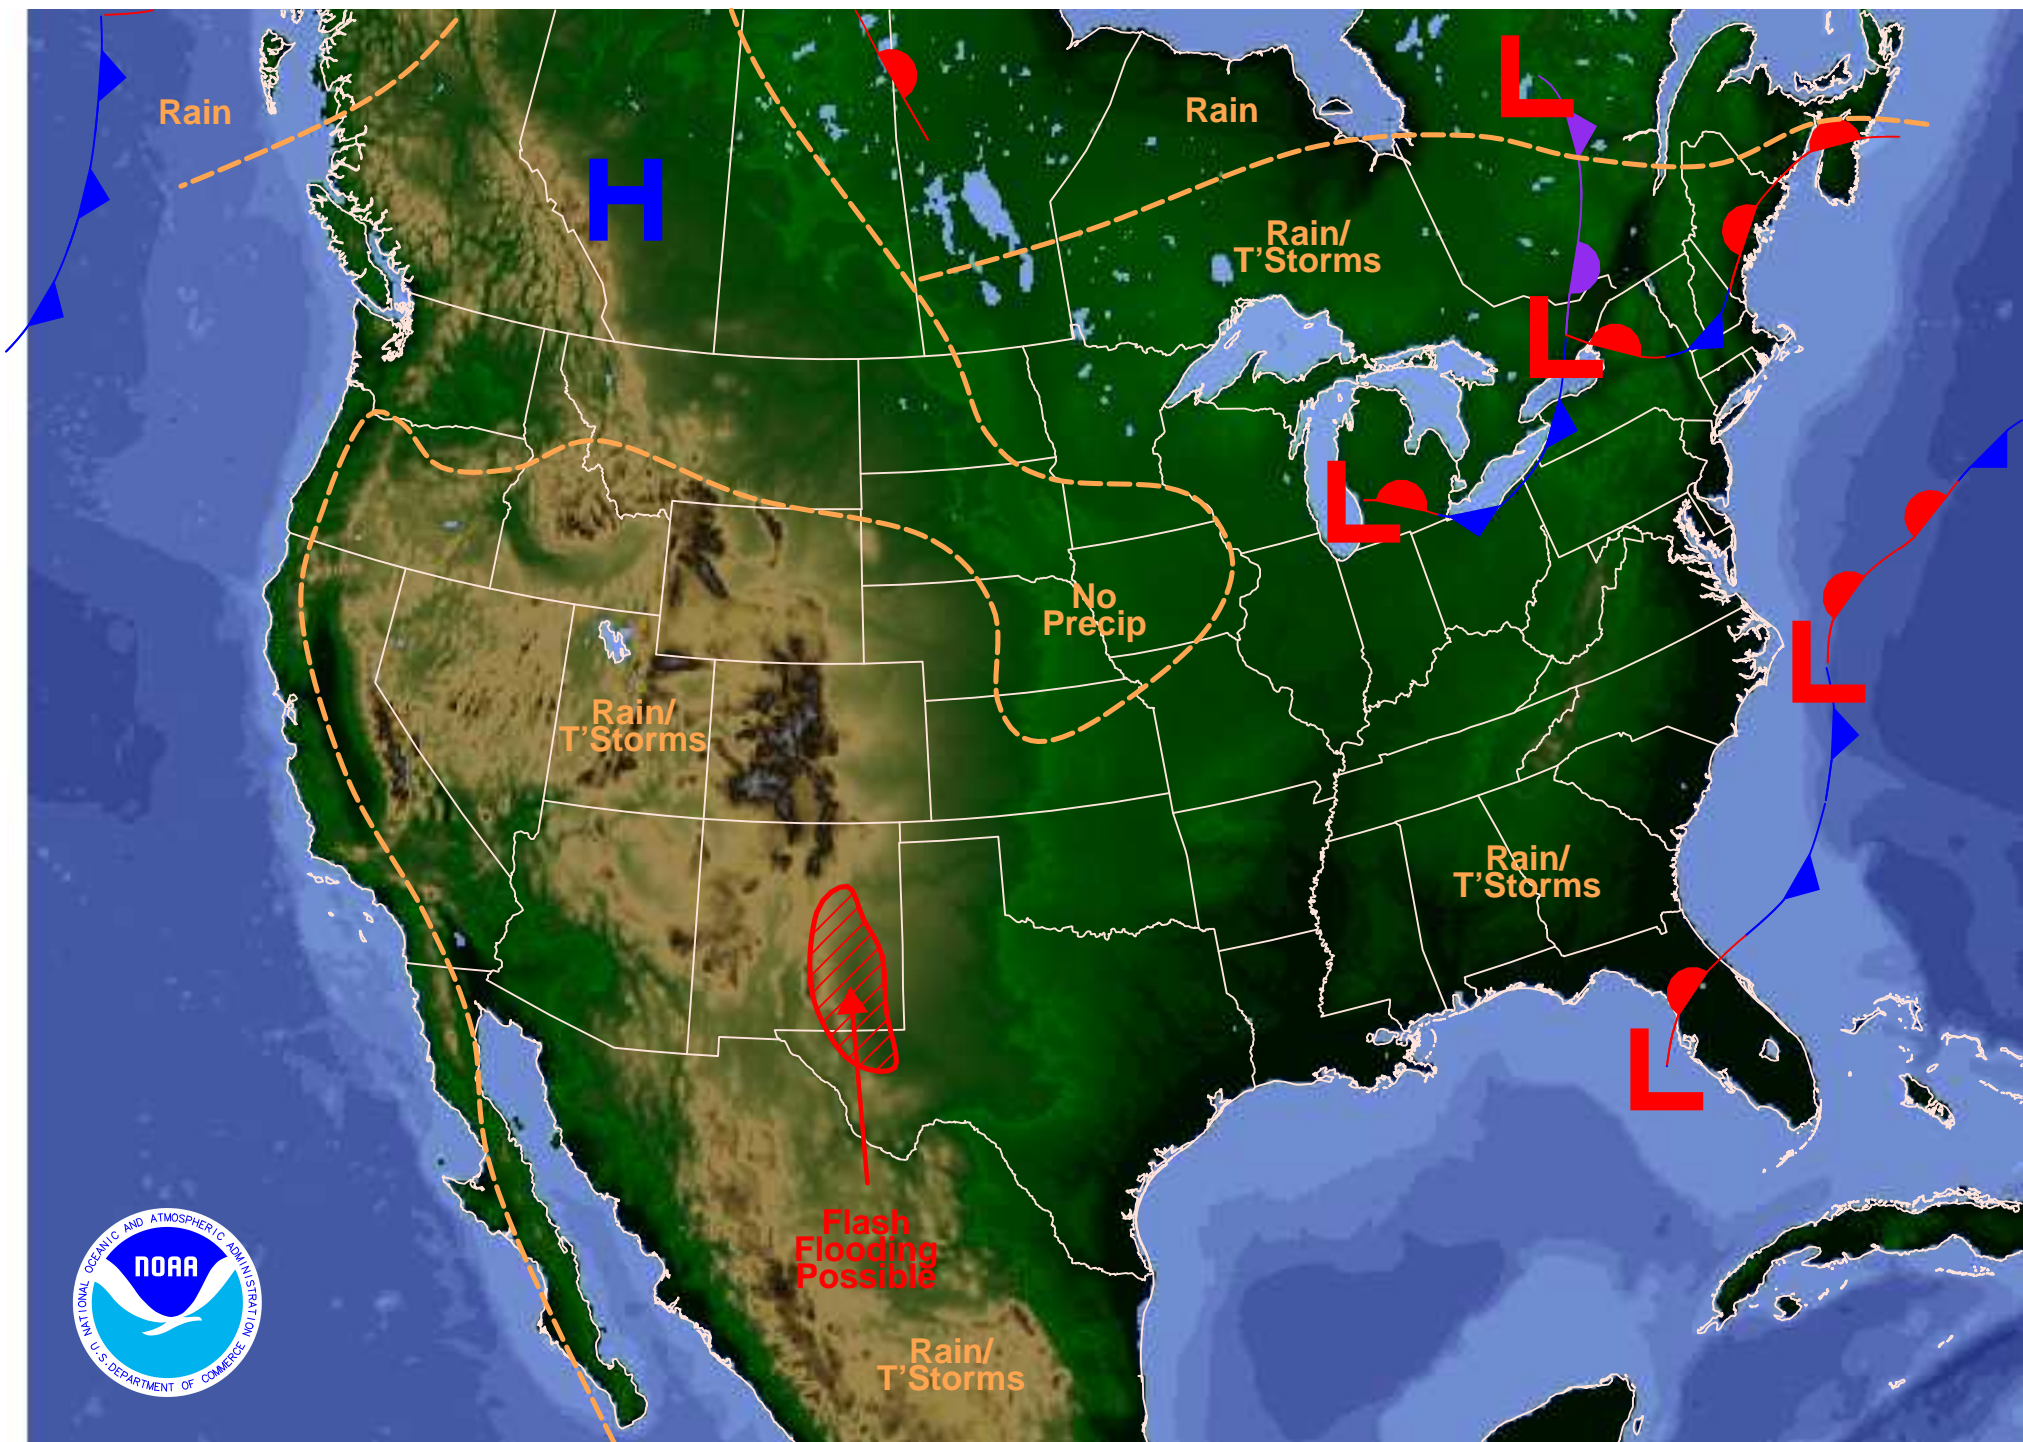 Rain
H
Rain
L
Rain/
T'Storms
L
L
No
Precip
L
Rain/
T'Storms
Rain/
T'Storms
L
Flash
Flooding
Possible
Rain/
T'Storms
NATIONAL OCEANIC AND ATMOSPHERIC ADMINISTRATION
NOAA
U.S. DEPARTMENT OF COMMERCE